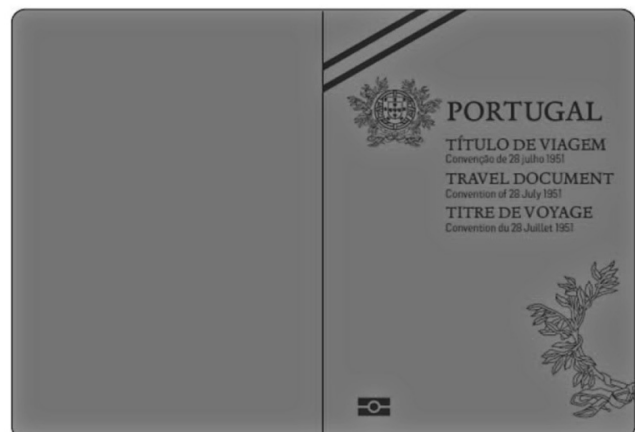 PORTUGAL
TÍTULO DE VIAGEM
Convenção de 28 julho 1951
TRAVEL DOCUMENT
Convention of 28 July 1951
TITRE DE VOYAGE
Convention du 28 Juillet 1951